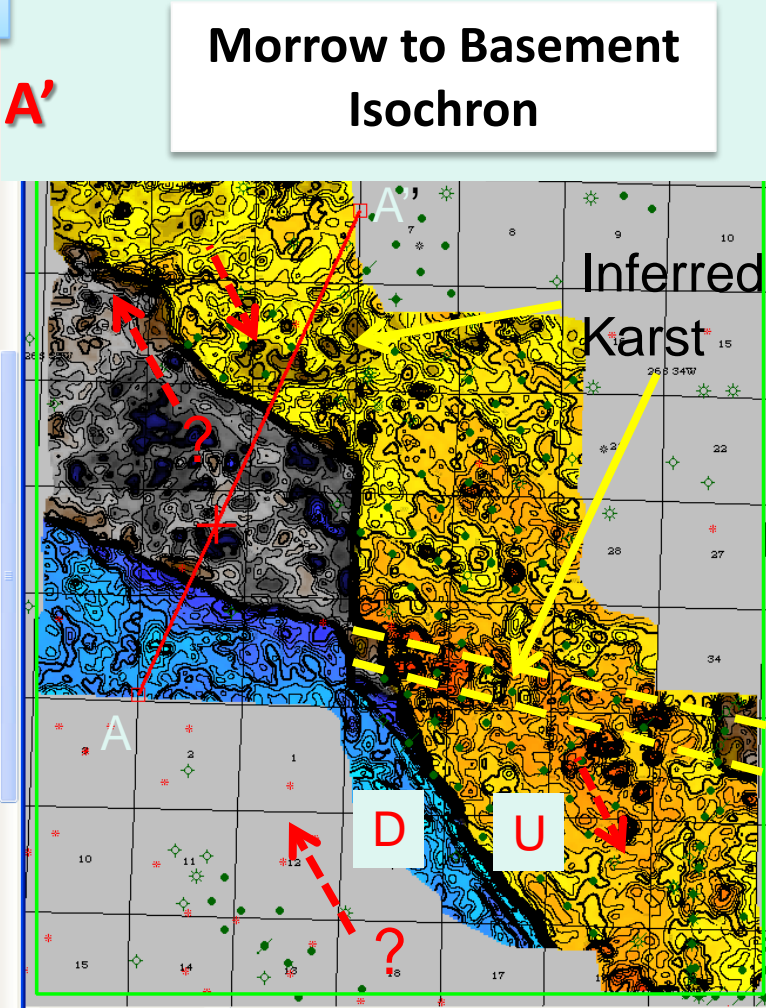 Morrow to Basement
Isochron
A’
A’’
7
8
9
10
Inferred
Karst
15
26S 34W
22
28
27
34
?
A
2
1
D
U
10
11
12
?
15
14
13
18
17